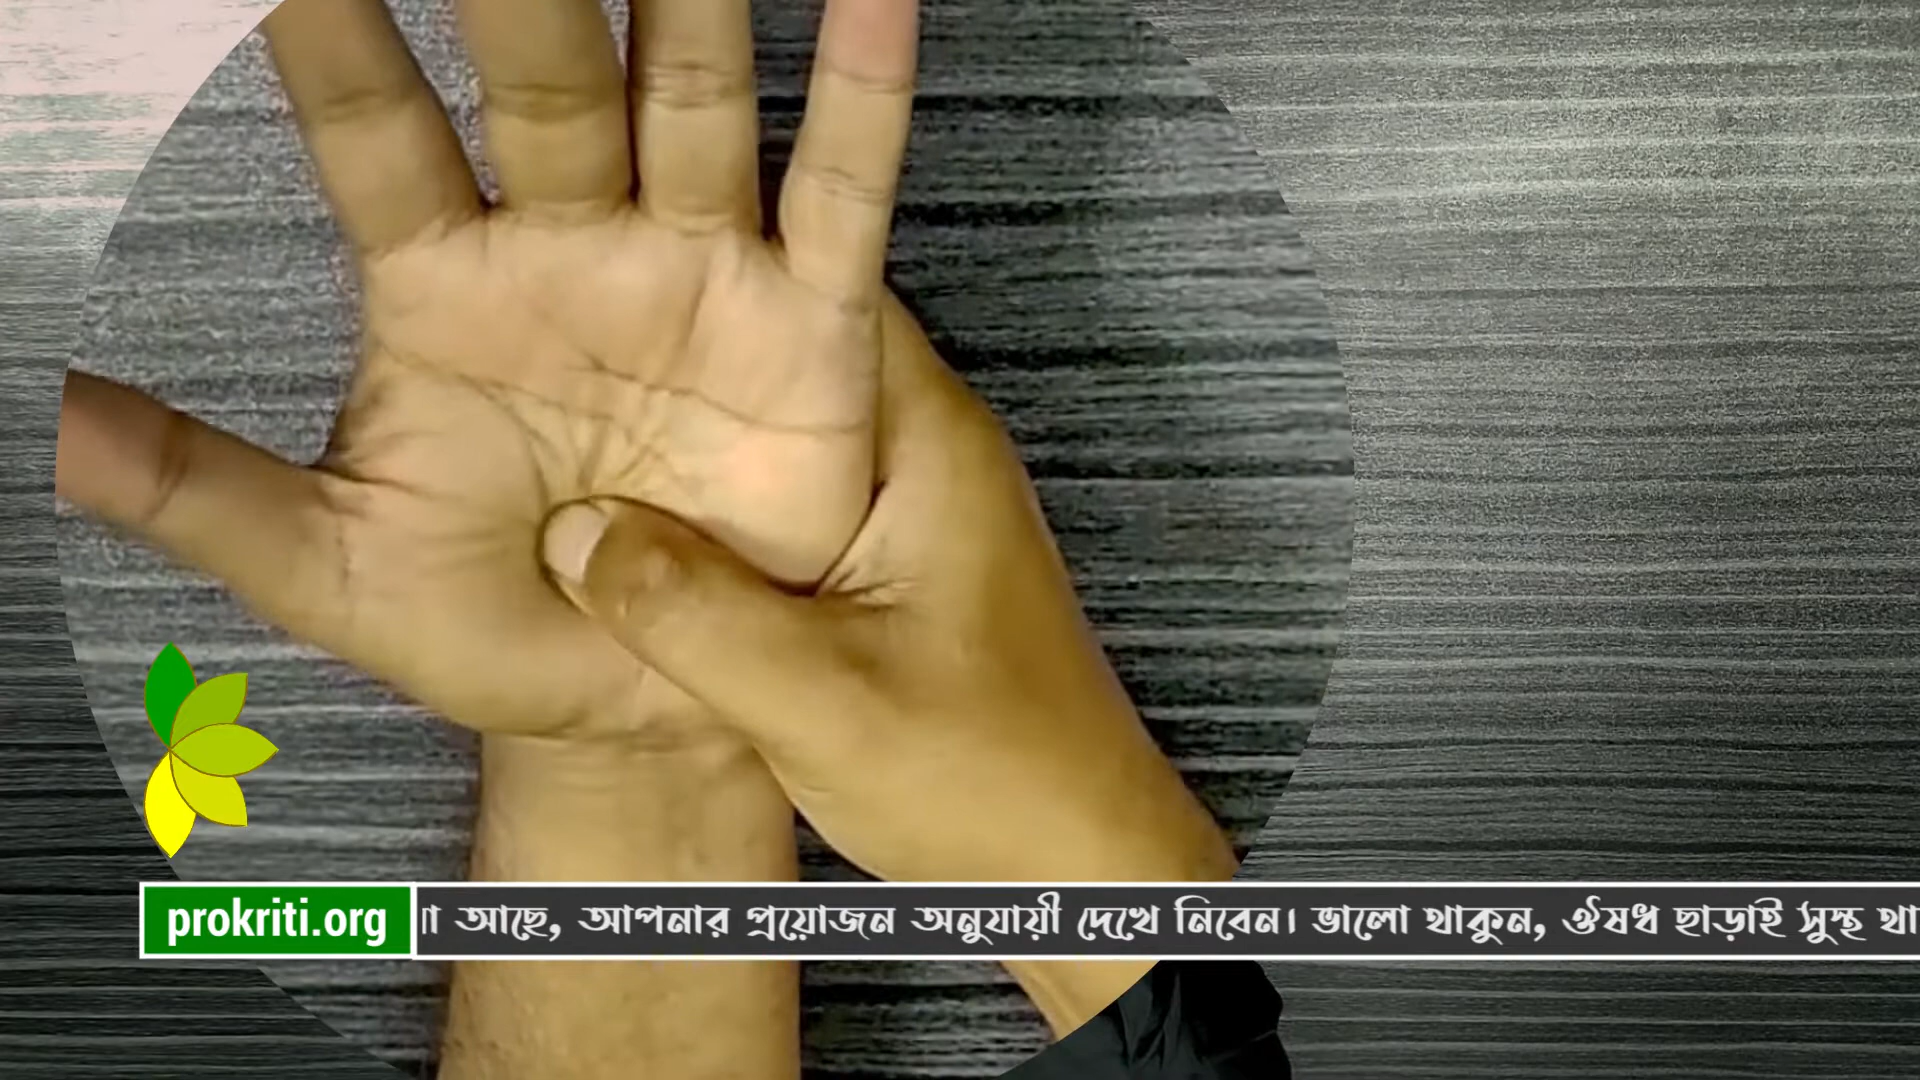 prokriti.org
আছে, আপনার প্রয়োজন অনুযায়ী দেখে নিবেন। ভালো থাকুন, ঔষধ ছাড়াই সুস্থ